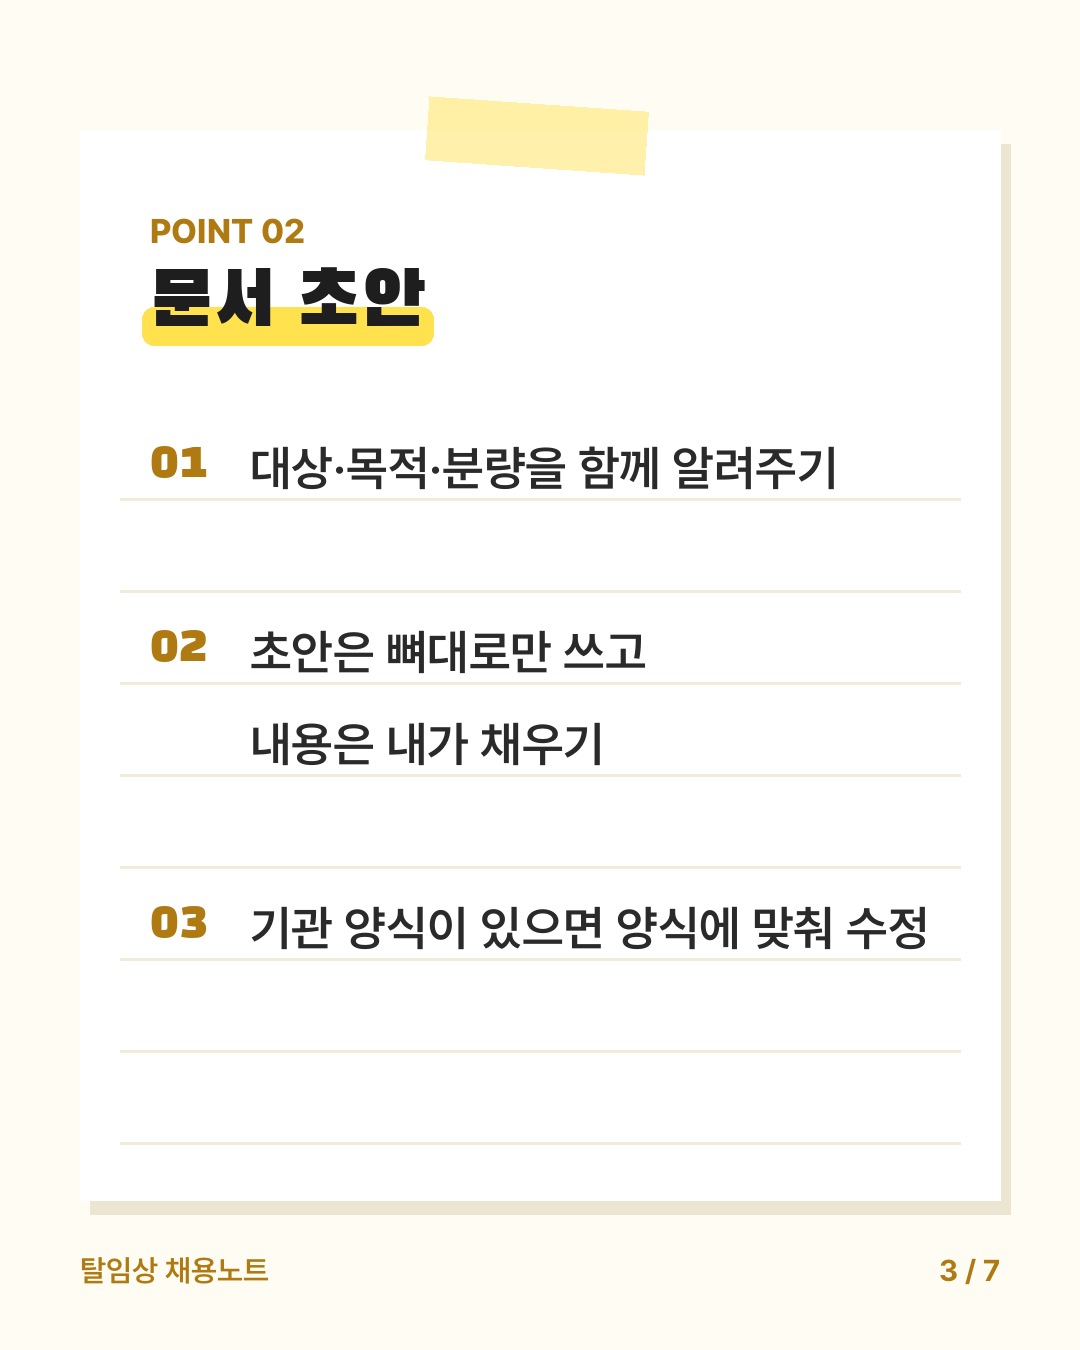 POINT 02
문서 초안
01 대상·목적·분량을 함께 알려주기
02 초안은 뼈대로만 쓰고
내용은 내가 채우기
03 기관 양식이 있으면 양식에 맞춰 수정
탈임상 채용노트
3 / 7